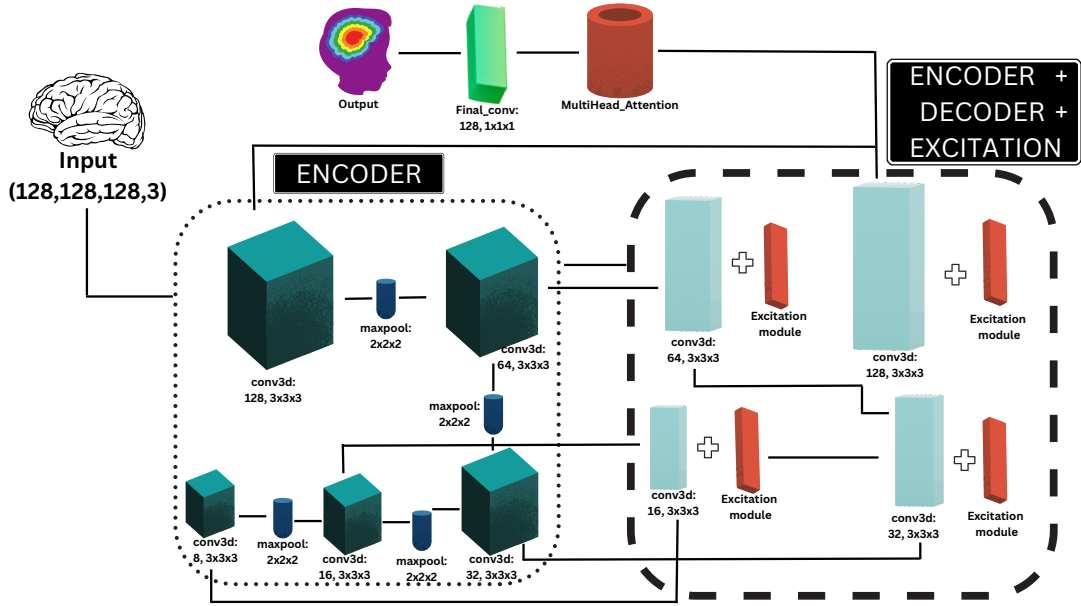 Output
Final_conv:
128, 1x1x1
MultiHead_Attention
ENCODER +
DECODER +
EXCITATION
Input
(128,128,128,3)
ENCODER
maxpool:
2x2x2
conv3d:
128, 3x3x3
conv3d:
64, 3x3x3
maxpool:
2x2x2
conv3d:
8, 3x3x3
maxpool:
2x2x2
conv3d:
16, 3x3x3
maxpool:
2x2x2
conv3d:
32, 3x3x3
conv3d:
64, 3x3x3
Excitation
module
conv3d:
128, 3x3x3
Excitation
module
conv3d:
16, 3x3x3
Excitation
module
conv3d:
32, 3x3x3
Excitation
module